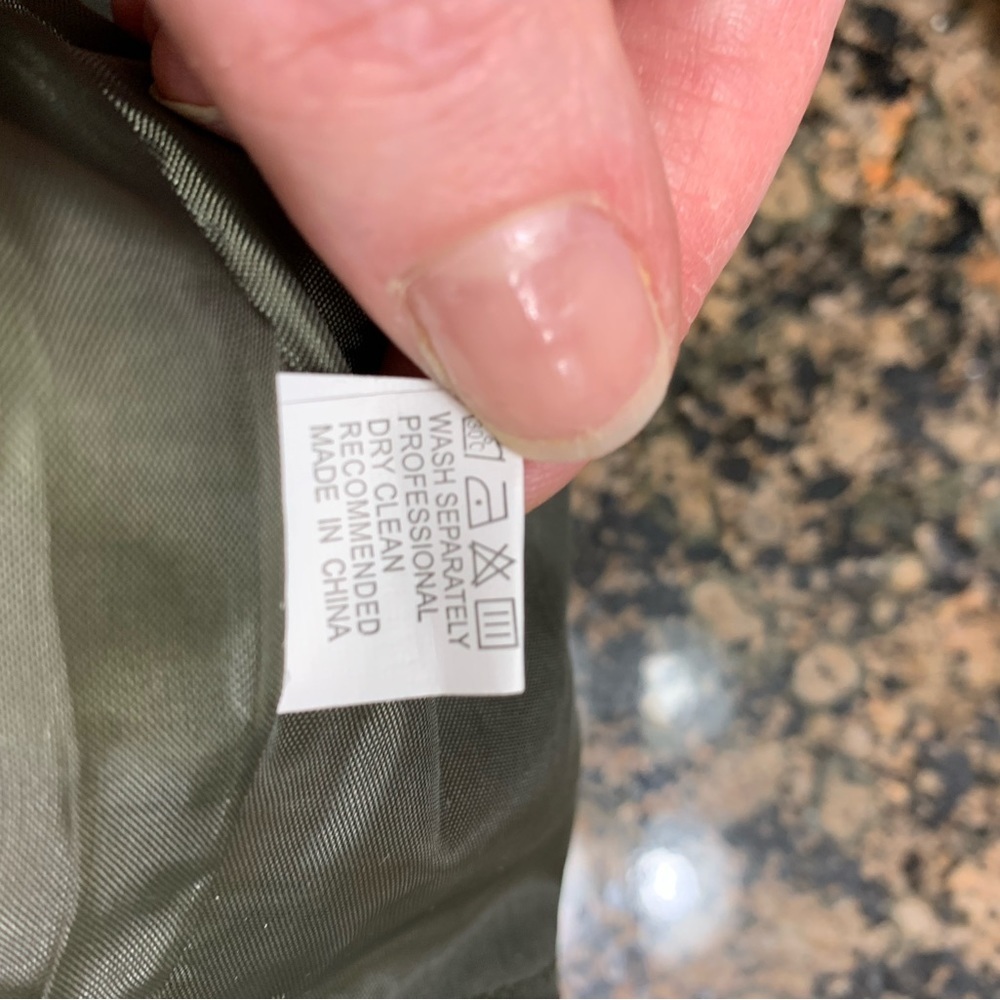 WASH SEPARATELY
PROFESSIONAL
DRY CLEAN
RECOMMENDED
MADE IN CHINA